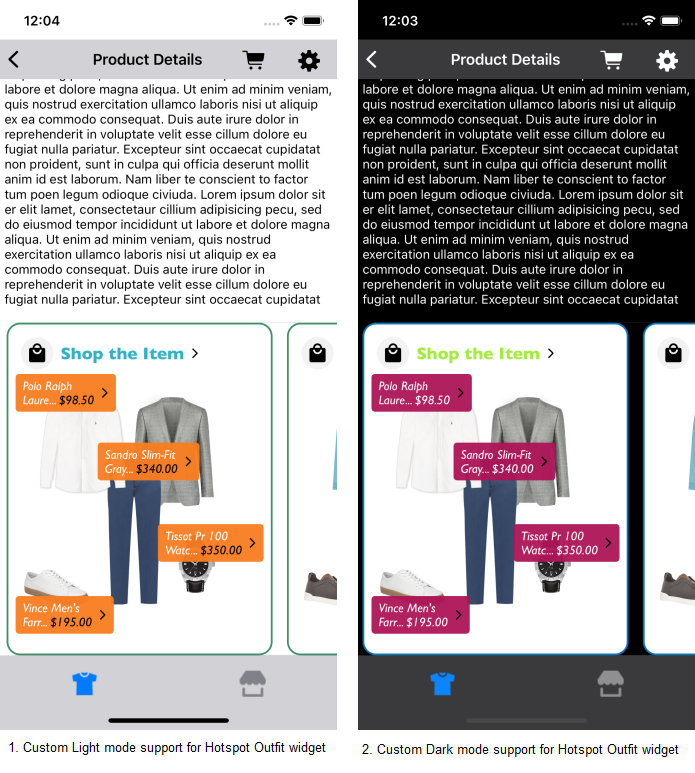 12:04
Product Details
labore et dolore magna aliqua. Ut enim ad minim veniam,
quis nostrud exercitation ullamco laboris nisi ut aliquip
ex ea commodo consequat. Duis aute irure dolor in
reprehenderit in voluptate velit esse cillum dolore eu
fugiat nulla pariatur. Excepteur sint occaecat cupidatat
non proident, sunt in culpa qui officia deserunt mollit
anim id est laborum. Nam liber te conscient to factor
tum poen legum odioque civiuda. Lorem ipsum dolor sit
er elit lamet, consectetaur cillium adipisicing pecu, sed
do eiusmod tempor incididunt ut labore et dolore magna
aliqua. Ut enim ad minim veniam, quis nostrud
exercitation ullamco laboris nisi ut aliquip ex ea
commodo consequat. Duis aute irure dolor in
reprehenderit in voluptate velit esse cillum dolore eu
fugiat nulla pariatur. Excepteur sint occaecat cupidatat
Shop the Item
Polo Ralph
Laure... $98.50
Sandro Slim-Fit
Gray... $340.00
Tissot Pr 100
Watc... $350.00
Vince Men's
Farr... $195.00
1. Custom Light mode support for Hotspot Outfit widget
12:03
Product Details
labore et dolore magna aliqua. Ut enim ad minim veniam,
quis nostrud exercitation ullamco laboris nisi ut aliquip
ex ea commodo consequat. Duis aute irure dolor in
reprehenderit in voluptate velit esse cillum dolore eu
fugiat nulla pariatur. Excepteur sint occaecat cupidatat
non proident, sunt in culpa qui officia deserunt mollit
anim id est laborum. Nam liber te conscient to factor
tum poen legum odioque civiuda. Lorem ipsum dolor sit
er elit lamet, consectetaur cillium adipisicing pecu, sed
do eiusmod tempor incididunt ut labore et dolore magna
aliqua. Ut enim ad minim veniam, quis nostrud
exercitation ullamco laboris nisi ut aliquip ex ea
commodo consequat. Duis aute irure dolor in
reprehenderit in voluptate velit esse cillum dolore eu
fugiat nulla pariatur. Excepteur sint occaecat cupidatat
Shop the Item
Polo Ralph
Laure... $98.50
Sandro Slim-Fit
Gray... $340.00
Tissot Pr 100
Watc... $350.00
Vince Men's
Farr... $195.00
2. Custom Dark mode support for Hotspot Outfit widget